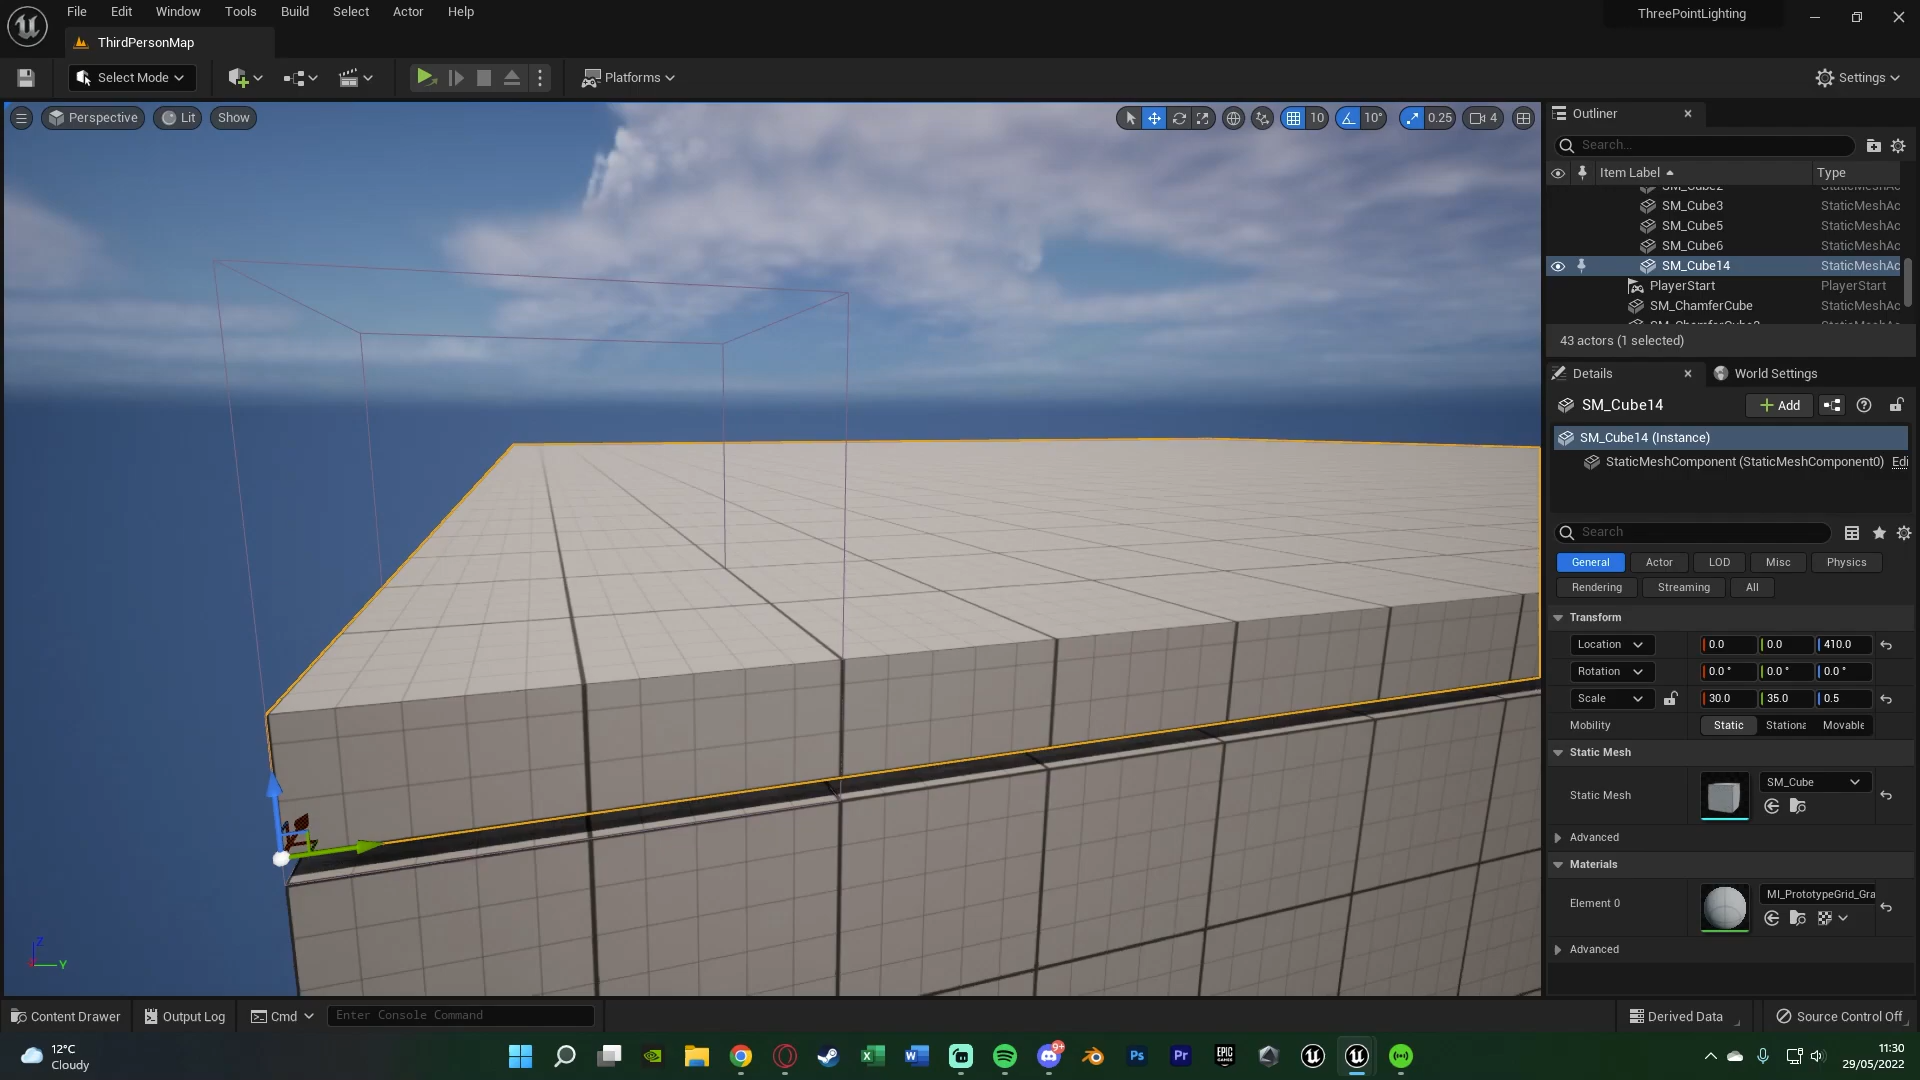 File Edit Window Tools Build Select Actor Help
ThreePointLighting
ThirdPersonMap
Select Mode
Platforms
Settings
Perspective Lit Show
10 10° 0.25 4
Outliner
Search...
Item Label Type
SM_Cube2 StaticMeshAc
SM_Cube3 StaticMeshAc
SM_Cube5 StaticMeshAc
SM_Cube6 StaticMeshAc
SM_Cube14 StaticMeshAc
PlayerStart PlayerStart
SM_ChamferCube StaticMeshAc
43 actors (1 selected)
Details World Settings
SM_Cube14 Add
SM_Cube14 (Instance)
StaticMeshComponent (StaticMeshComponent0) Edi
Search
General Actor LOD Misc Physics
Rendering Streaming All
Transform
Location 0.0 0.0 410.0
Rotation 0.0° 0.0° 0.0°
Scale 30.0 35.0 0.5
Mobility Static Stationa Movable
Static Mesh
Static Mesh SM_Cube
Advanced
Materials
Element 0 MI_PrototypeGrid_Gra
Advanced
Z
Y
Content Drawer Output Log Cmd Enter Console Command Derived Data Source Control Off
12°C
Cloudy
9+
Ps Pr EPIC GAMES
11:30
29/05/2022